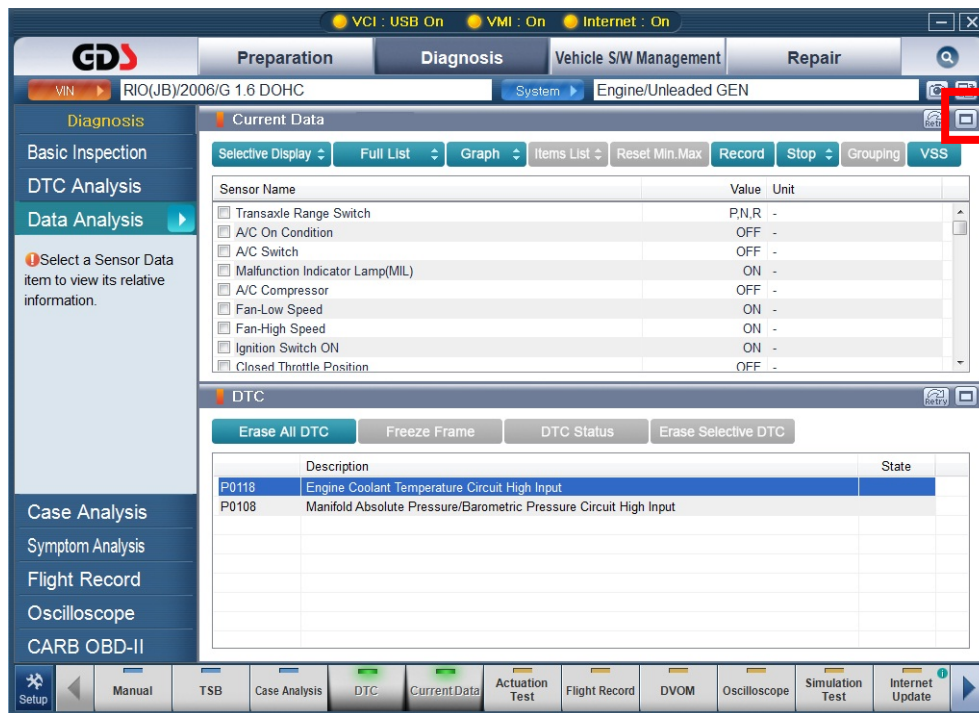 VCI : USB On VMI : On Internet : On
GDS Preparation Diagnosis Vehicle S/W Management Repair
VIN RIO(JB)/2006/G 1.6 DOHC System Engine/Unleaded GEN
Diagnosis
Basic Inspection
DTC Analysis
Data Analysis
Select a Sensor Data
item to view its relative
information.
Case Analysis
Symptom Analysis
Flight Record
Oscilloscope
CARB OBD-II
Current Data Retry
Selective Display Full List Graph Items List Reset Min.Max Record Stop Grouping VSS
Sensor Name Value Unit
Transaxle Range Switch P,N,R -
A/C On Condition OFF -
A/C Switch OFF -
Malfunction Indicator Lamp(MIL) ON -
A/C Compressor OFF -
Fan-Low Speed ON -
Fan-High Speed ON -
Ignition Switch ON ON -
Closed Throttle Position OFF -
DTC Retry
Erase All DTC Freeze Frame DTC Status Erase Selective DTC
Description State
P0118 Engine Coolant Temperature Circuit High Input
P0108 Manifold Absolute Pressure/Barometric Pressure Circuit High Input
Setup Manual TSB Case Analysis DTC Current Data Actuation Test Flight Record DVOM Oscilloscope Simulation Test Internet Update